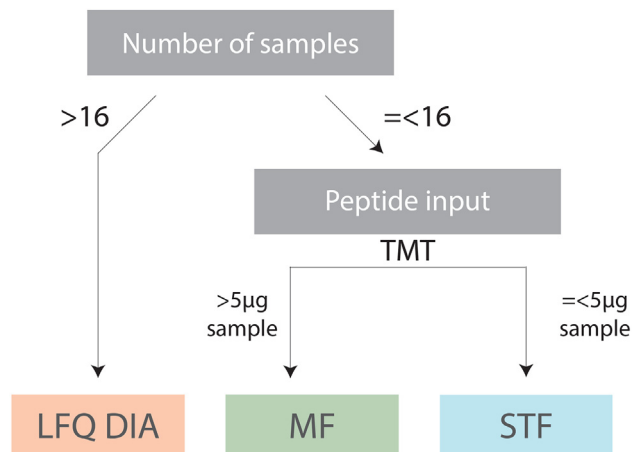 Number of samples
>16
=<16
Peptide input
TMT
>5µg
sample
=<5µg
sample
LFQ DIA
MF
STF